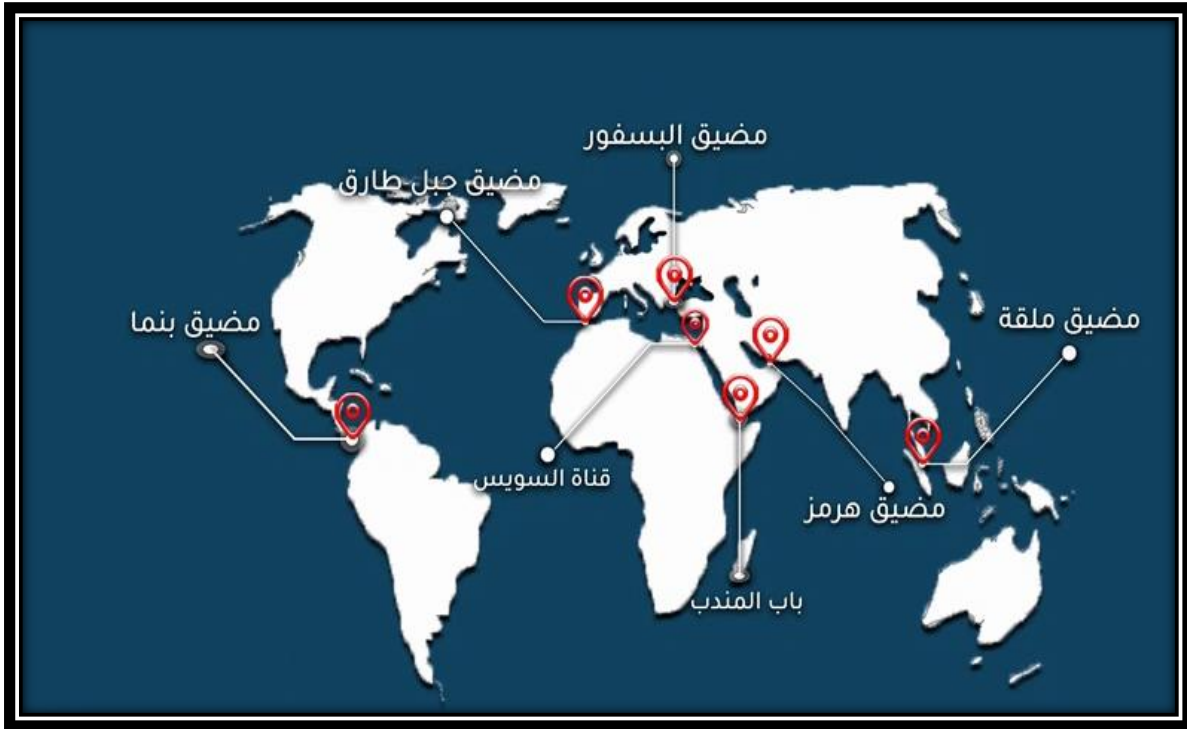 مضيق البسفور
مضيق جبل طارق
مضيق ملقة
مضيق بنما
قناة السويس
مضيق هرمز
باب المندب